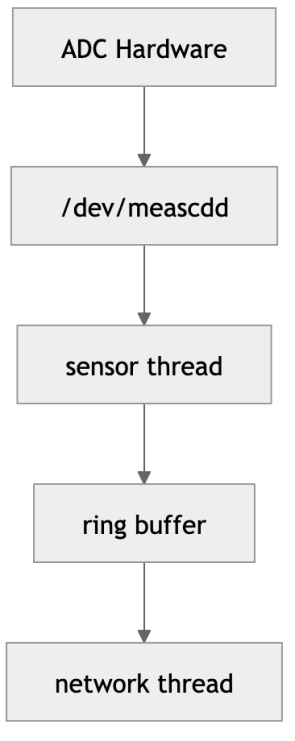 ADC Hardware
/dev/meascdd
sensor thread
ring buffer
network thread